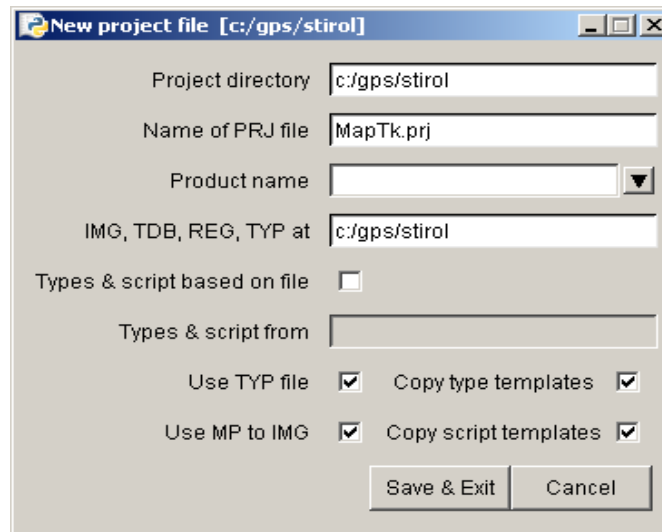 New project file [c:/gps/stirol]
Project directory c:/gps/stirol
Name of PRJ file MapTk.prj
Product name
IMG, TDB, REG, TYP at c:/gps/stirol
Types & script based on file
Types & script from
Use TYP file Copy type templates
Use MP to IMG Copy script templates
Save & Exit Cancel